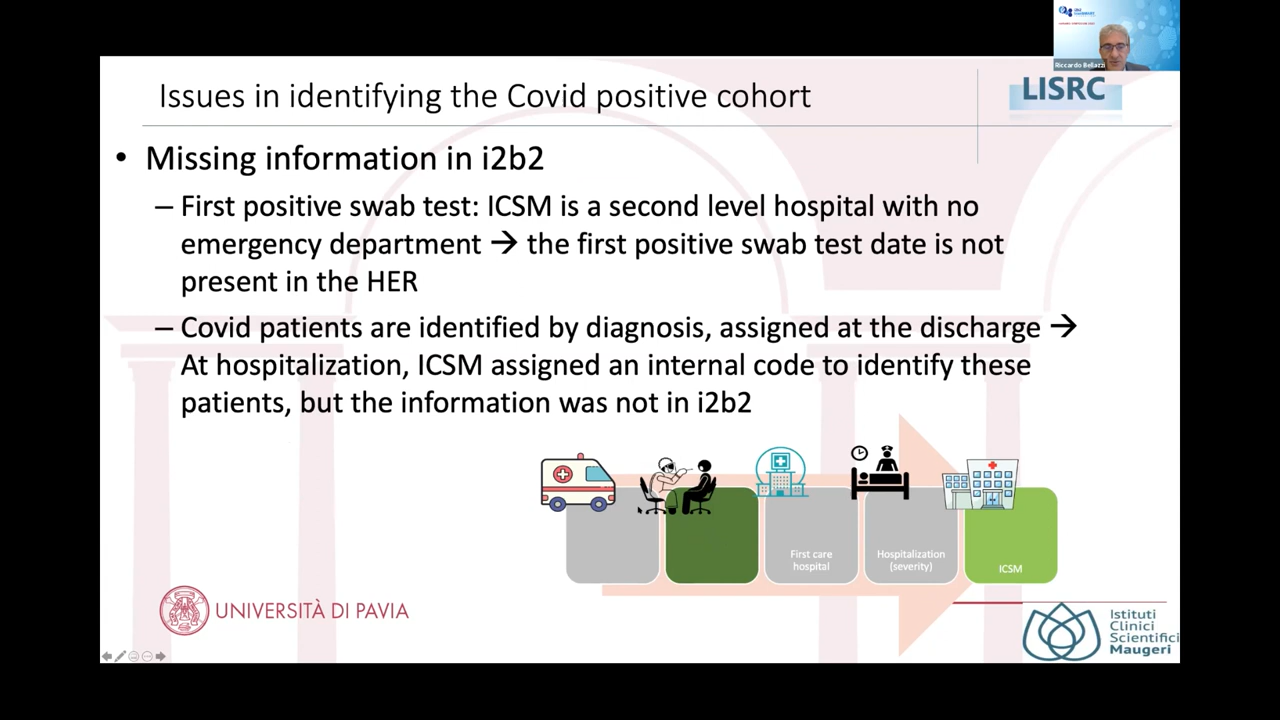 Riccardo Bellazzi
Issues in identifying the Covid positive cohort
LISRC
• Missing information in i2b2
– First positive swab test: ICSM is a second level hospital with no
emergency department → the first positive swab test date is not
present in the HER
– Covid patients are identified by diagnosis, assigned at the discharge →
At hospitalization, ICSM assigned an internal code to identify these
patients, but the information was not in i2b2
First care
hospital
Hospitalization
(severity)
ICSM
UNIVERSITÀ DI PAVIA
Istituti
Clinici
Scientifici
Maugeri